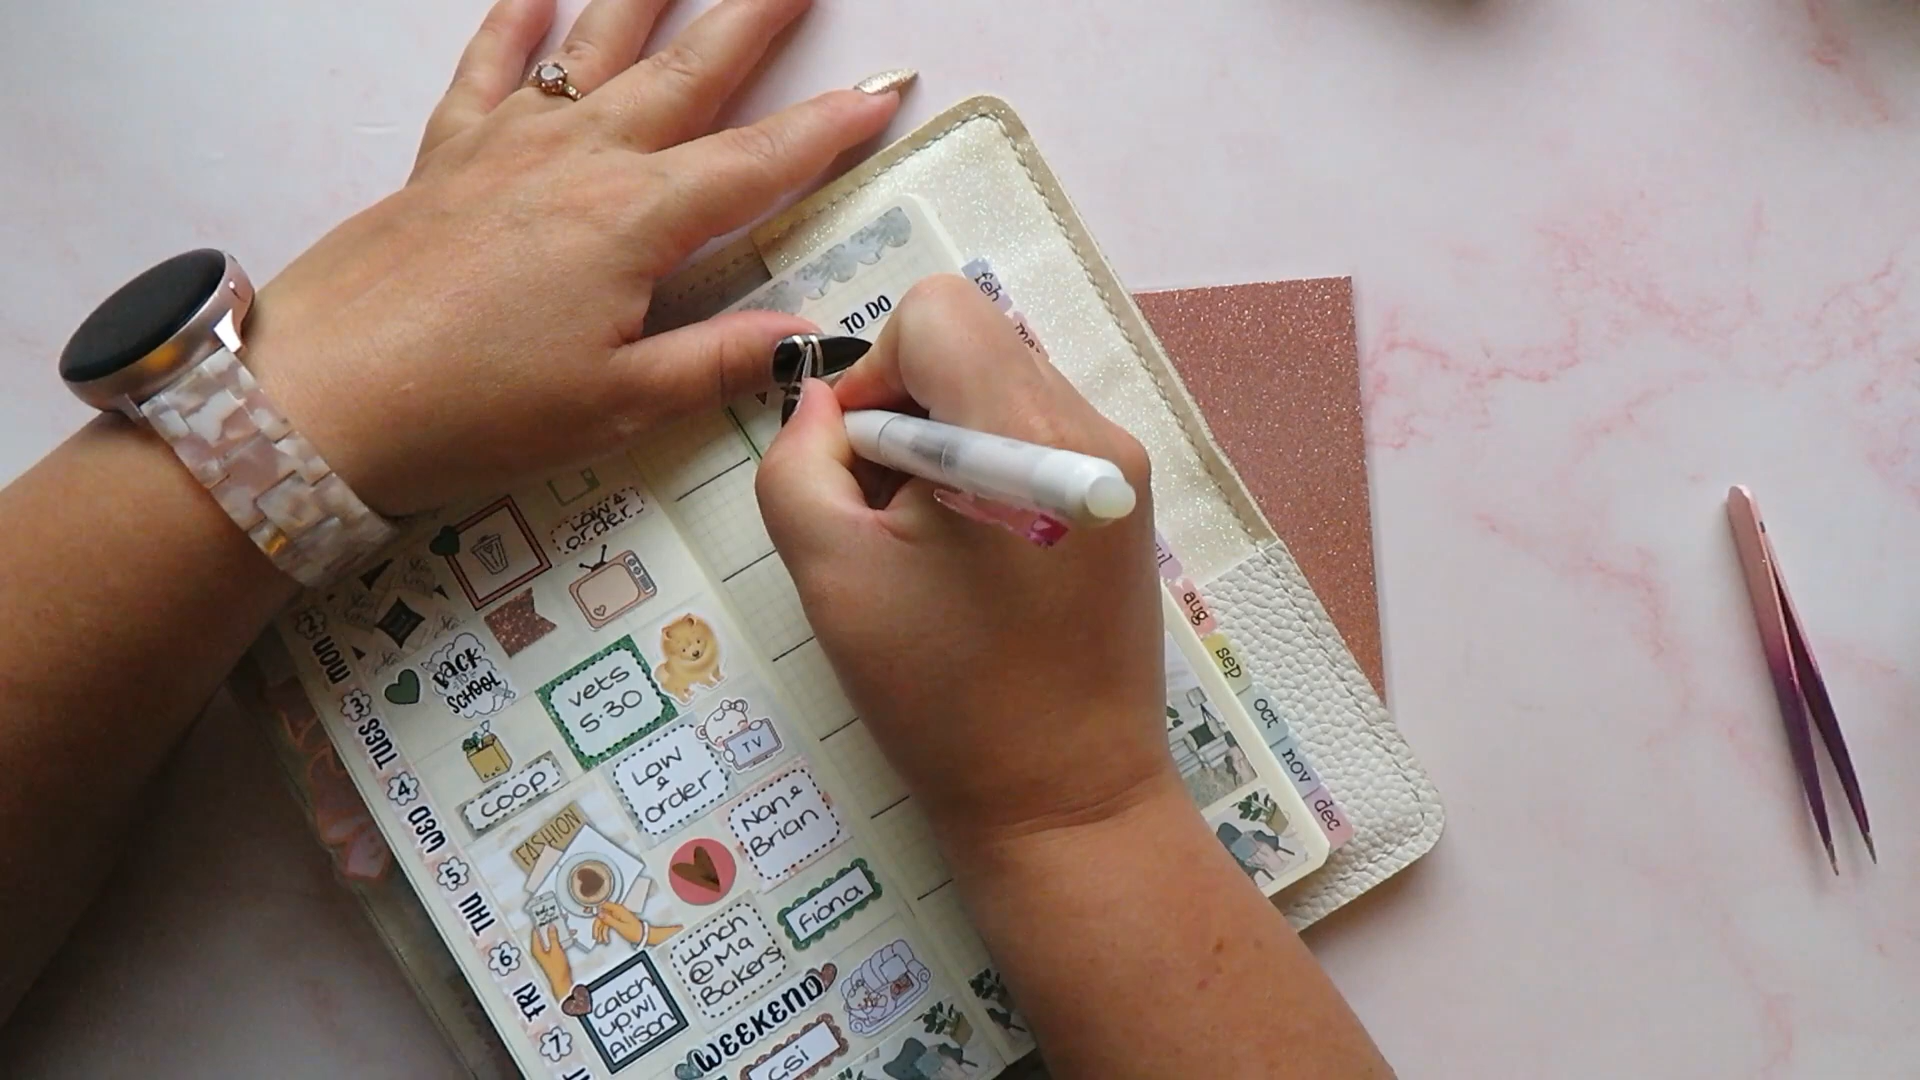 TO DO
feb
mar
jul
aug
sep
oct
nov
dec
Law &
order
2
MON
BACK
TO
SCHOOL
vets
5:30
3
TUES
TV
Law
&
order
coop
4
WED
FASHION
Nan &
Brian
5
THU
Fiona
Lunch
@ Ma
Bakers
6
FRI
catch
up w/
Alison
WEEKEND
CSi
7